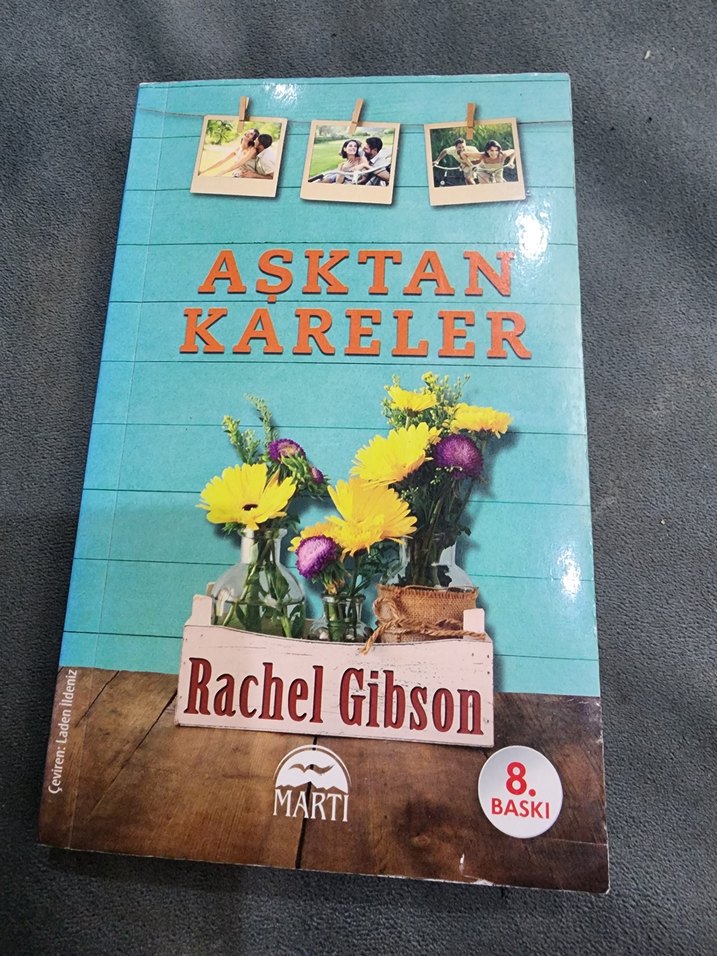 AŞKTAN
KARELER
Rachel Gibson
Çeviren: Laden İldeniz
MARTI
8.
BASKI